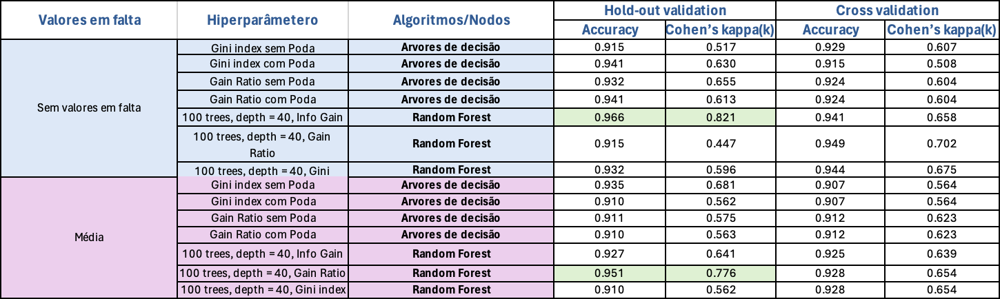 Valores em falta Hiperparâmetero Algoritmos/Nodos Hold-out validation Cross validation
Accuracy Cohen's kappa(k) Accuracy Cohen's kappa(k)
Sem valores em falta
Gini index sem Poda Arvores de decisão 0.915 0.517 0.929 0.607
Gini index com Poda Arvores de decisão 0.941 0.630 0.915 0.508
Gain Ratio sem Poda Arvores de decisão 0.932 0.655 0.924 0.604
Gain Ratio com Poda Arvores de decisão 0.941 0.613 0.924 0.604
100 trees, depth = 40, Info Gain Random Forest 0.966 0.821 0.941 0.658
100 trees, depth = 40, Gain
Ratio Random Forest 0.915 0.447 0.949 0.702
100 trees, depth = 40, Gini Random Forest 0.932 0.596 0.944 0.675
Média
Gini index sem Poda Arvores de decisão 0.935 0.681 0.907 0.564
Gini index com Poda Arvores de decisão 0.910 0.562 0.907 0.564
Gain Ratio sem Poda Arvores de decisão 0.911 0.575 0.912 0.623
Gain Ratio com Poda Arvores de decisão 0.910 0.563 0.912 0.623
100 trees, depth = 40, Info Gain Random Forest 0.927 0.641 0.925 0.639
100 trees, depth = 40, Gain Ratio Random Forest 0.951 0.776 0.928 0.654
100 trees, depth = 40, Gini index Random Forest 0.910 0.562 0.928 0.654